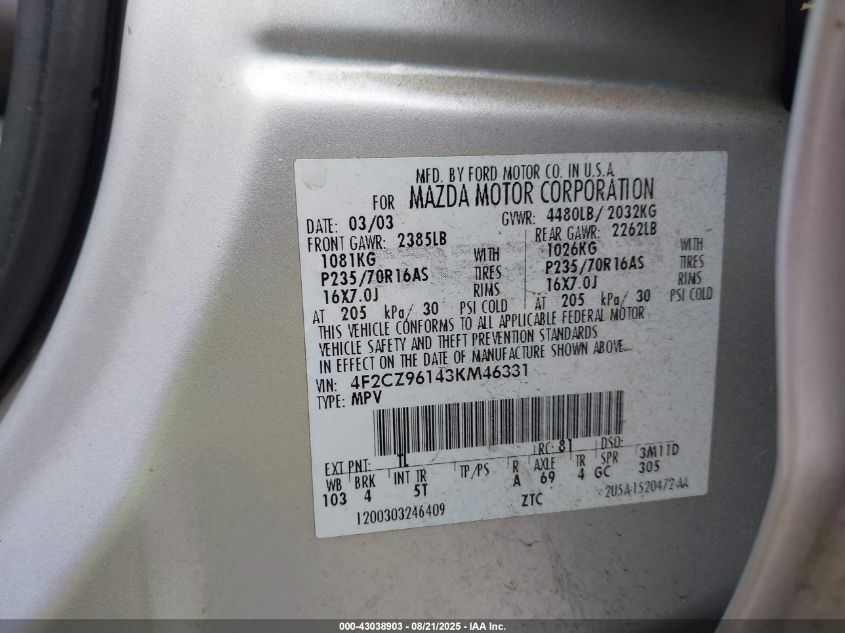 MFD. BY FORD MOTOR CO. IN U.S.A
FOR MAZDA MOTOR CORPORATION
DATE: 03/03 GVWR: 4480LB/ 2032KG
FRONT GAWR: 2385LB REAR GAWR: 2262LB
1081KG WITH 1026KG WITH
P235/70R16AS TIRES P235/70R16AS TIRES
16X7.0J RIMS 16X7.0J RIMS
AT 205 kPa/ 30 PSI COLD AT 205 kPa/ 30 PSI COLD
THIS VEHICLE CONFORMS TO ALL APPLICABLE FEDERAL MOTOR
VEHICLE SAFETY AND THEFT PREVENTION STANDARDS
IN EFFECT ON THE DATE OF MANUFACTURE SHOWN ABOVE.
VIN: 4F2CZ96143KM46331
TYPE: MPV
EXT PNT: TL RC: 81 DSO:
WB BRK INT TR TP/PS R AXLE TR SPR 3M11D
103 4 5T A 69 4 GC 305
1200303246409 ZTC 2U5A-1520472-AA
000-43038903 - 08/21/2025 - IAA Inc.